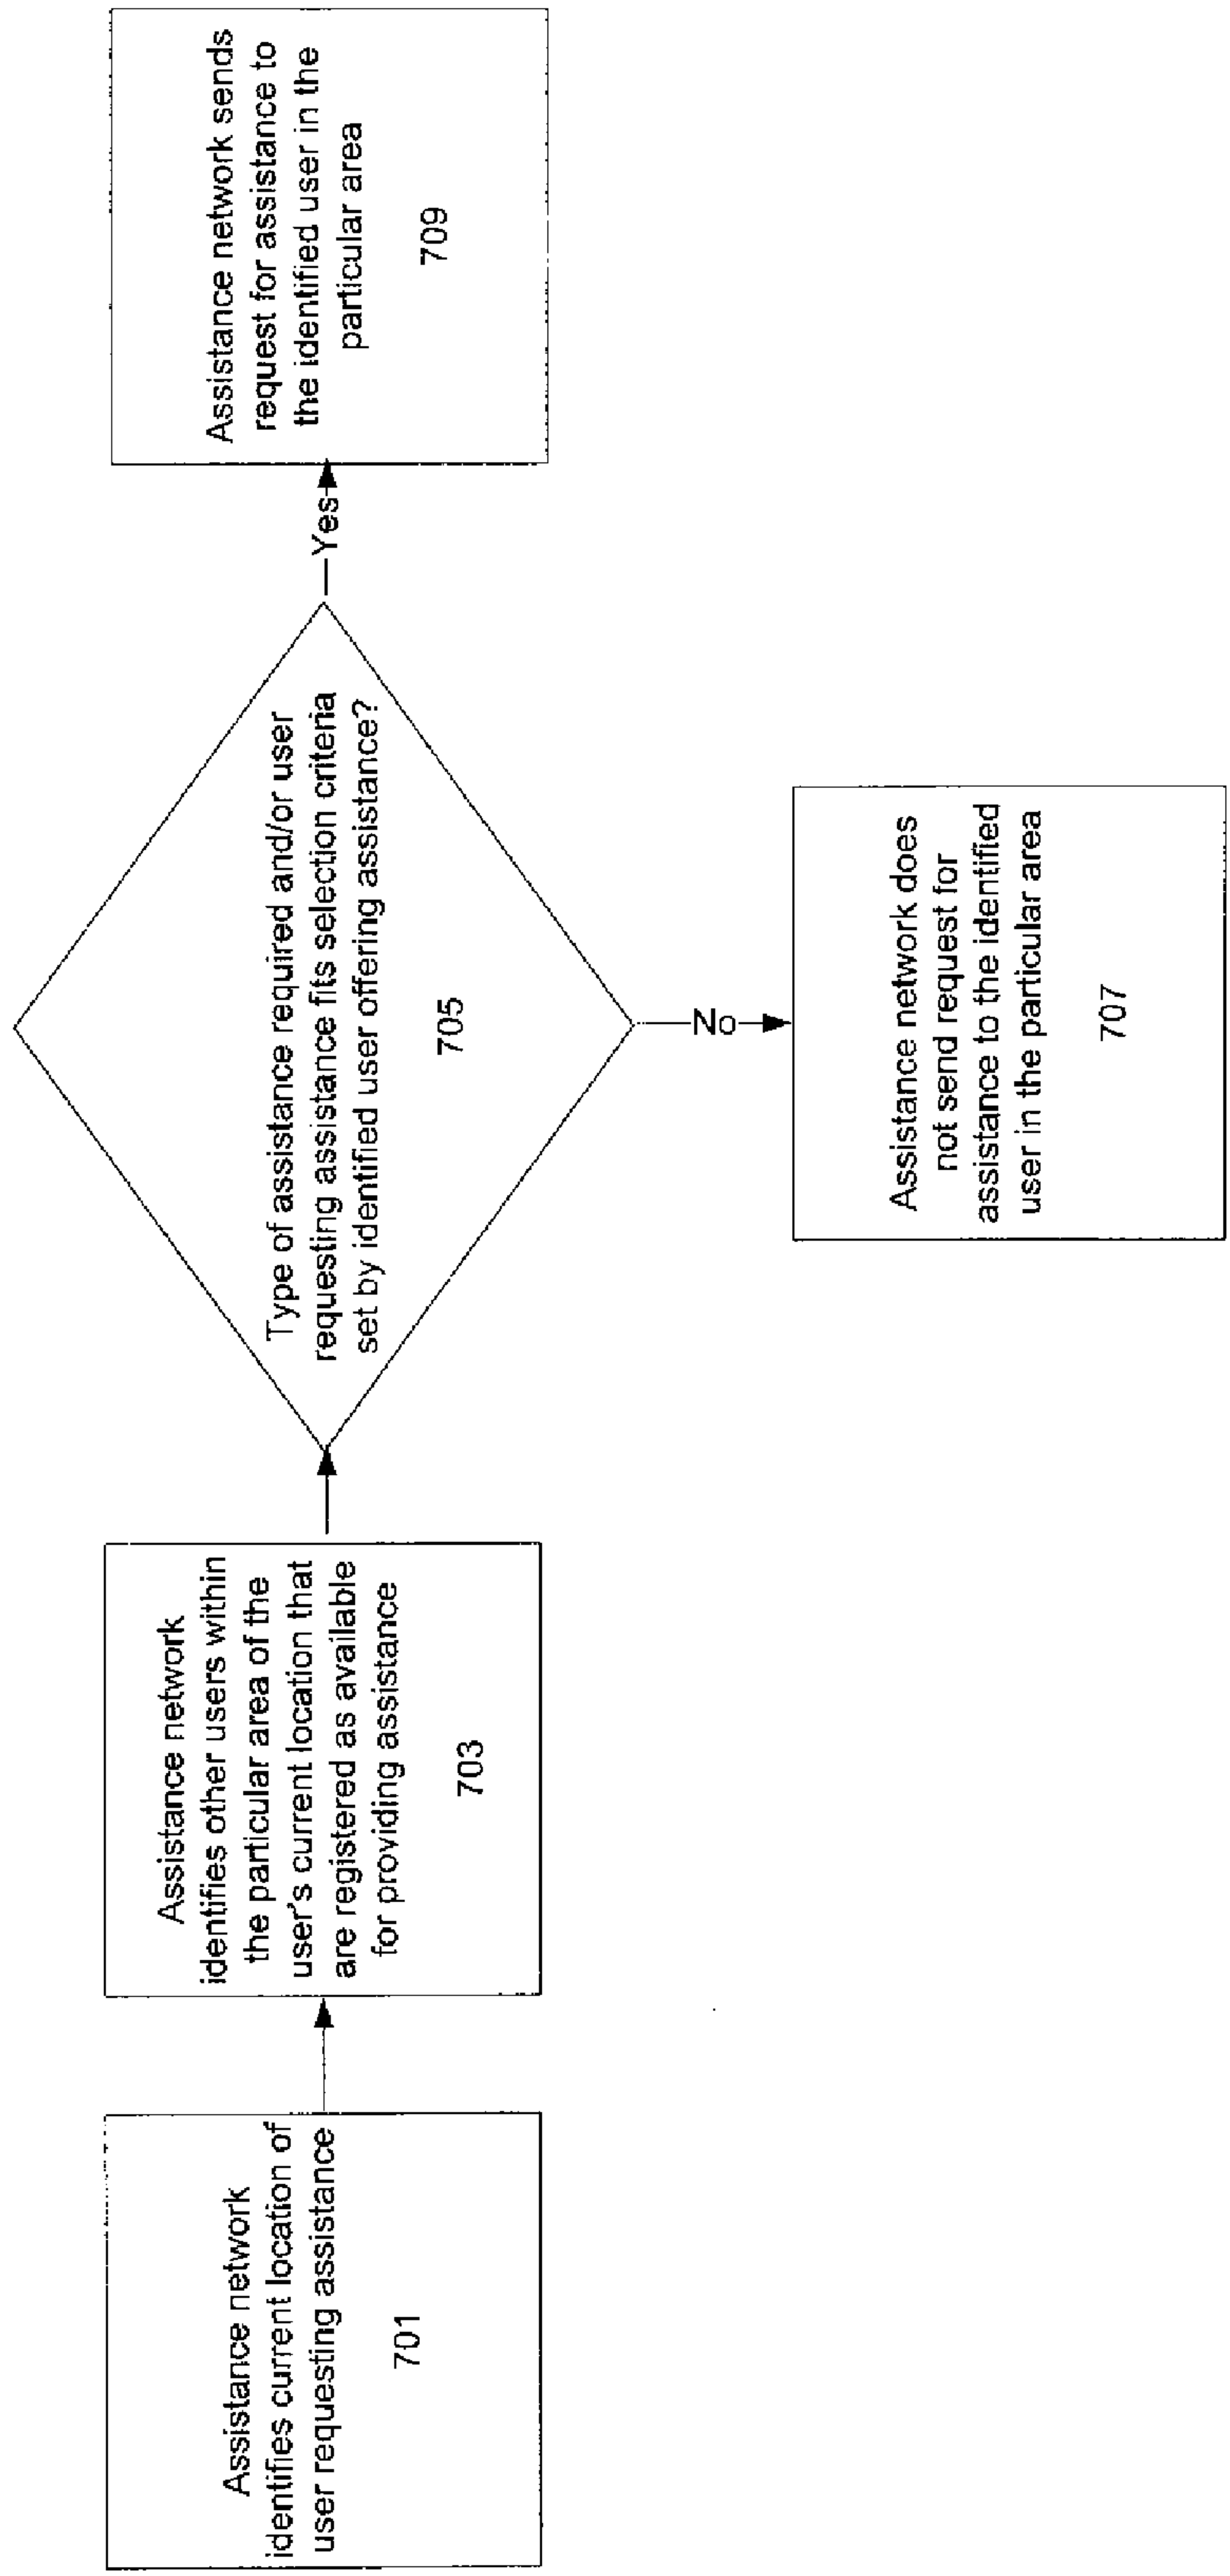 Assistance network
identifies current location of
user requesting assistance
701
Assistance network
identifies other users within
the particular area of the
user's current location that
are registered as available
for providing assistance
703
Type of assistance required and/or user
requesting assistance fits selection criteria
set by identified user offering assistance?
705
Yes
Assistance network sends
request for assistance to
the identified user in the
particular area
709
No
Assistance network does
not send request for
assistance to the identified
user in the particular area
707